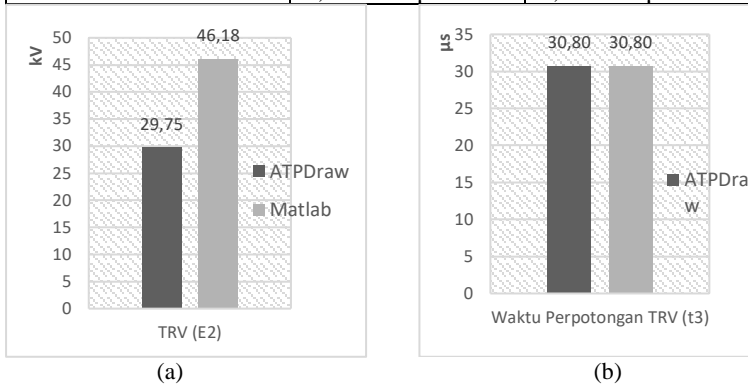 46,18
50
kV
45
40
35
29,75
30
25
20
15
10
5
0
ATPDraw
Matlab
TRV (E2)
(a)
µs
35
30,80 30,80
30
25
20
15
10
5
0
ATPDra
w
Waktu Perpotongan TRV (t3)
(b)